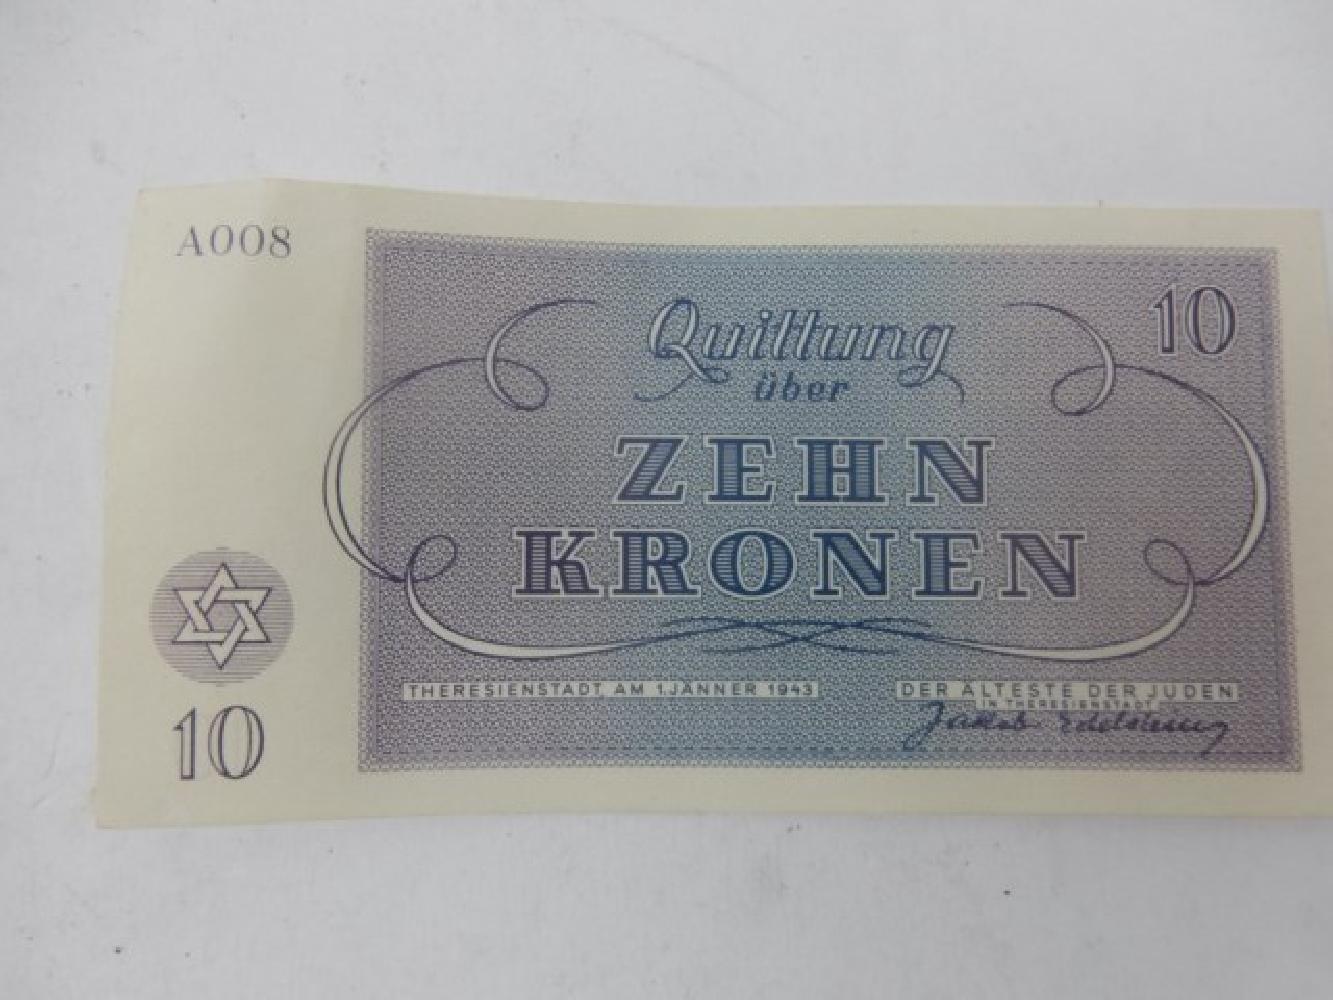 A008
10
Quittung
über
ZEHN
KRONEN
THERESIENSTADT, AM 1. JÄNNER 1943
DER ÄLTESTE DER JUDEN
IN THERESIENSTADT
Jakob Edelstein
10